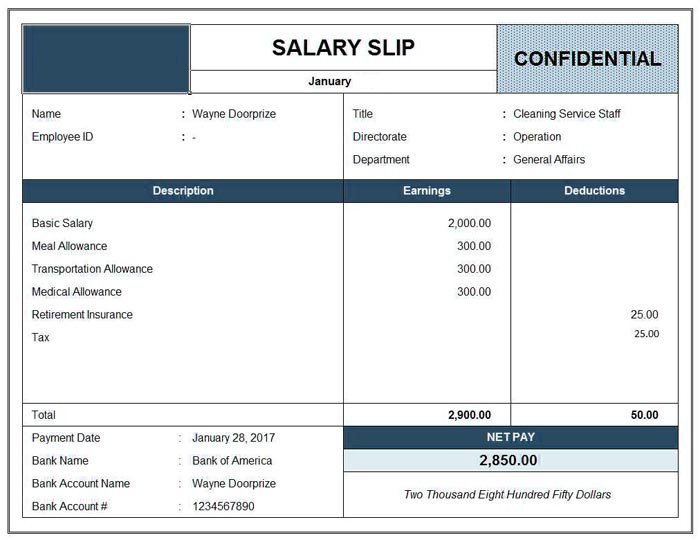 SALARY SLIP
CONFIDENTIAL
January
Name : Wayne Doorprize Title : Cleaning Service Staff
Employee ID : - Directorate : Operation
Department : General Affairs
Description Earnings Deductions
Basic Salary 2,000.00
Meal Allowance 300.00
Transportation Allowance 300.00
Medical Allowance 300.00
Retirement Insurance 25.00
Tax 25.00
Total 2,900.00 50.00
Payment Date : January 28, 2017 NET PAY
Bank Name : Bank of America 2,850.00
Bank Account Name : Wayne Doorprize
Two Thousand Eight Hundred Fifty Dollars
Bank Account # : 1234567890